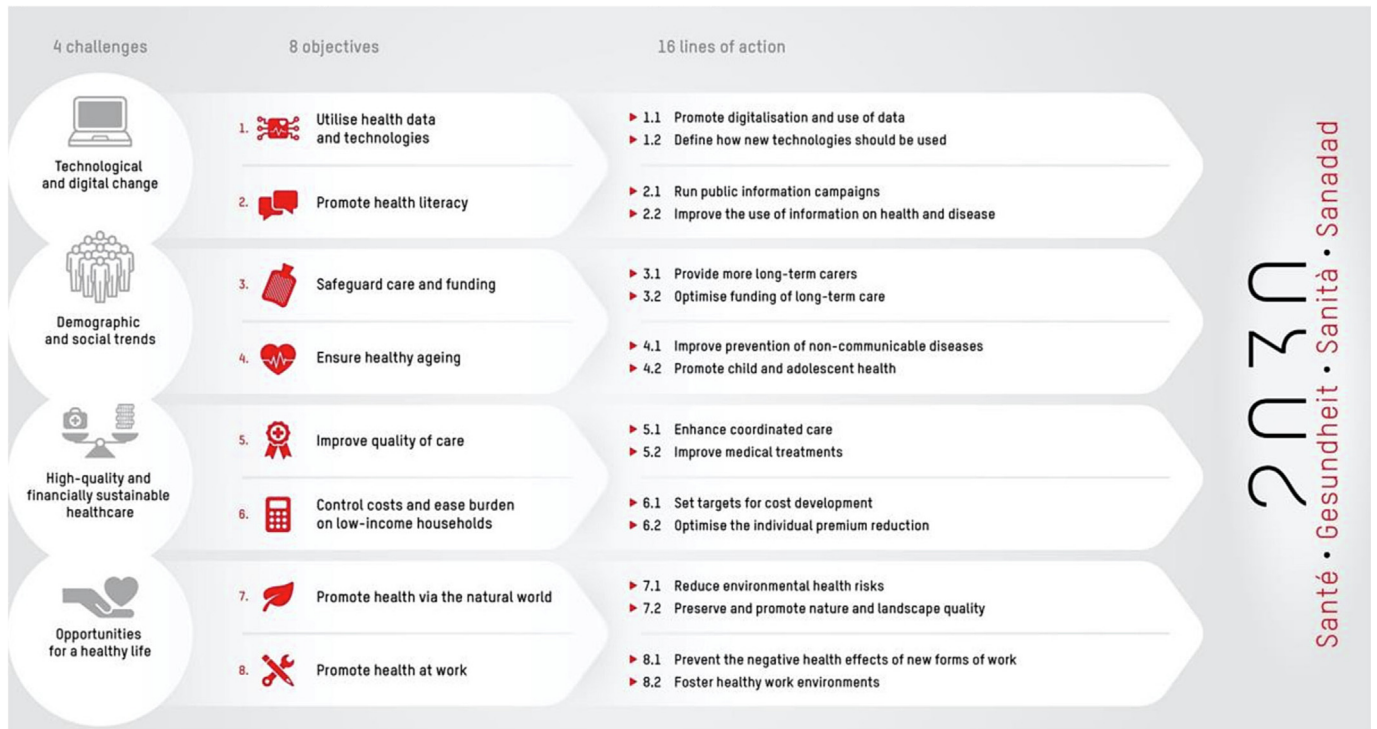 4 challenges
8 objectives
16 lines of action
Technological
and digital change
1. Utilise health data
and technologies
▶ 1.1 Promote digitalisation and use of data
▶ 1.2 Define how new technologies should be used
2. Promote health literacy
▶ 2.1 Run public information campaigns
▶ 2.2 Improve the use of information on health and disease
Demographic
and social trends
3. Safeguard care and funding
▶ 3.1 Provide more long-term carers
▶ 3.2 Optimise funding of long-term care
4. Ensure healthy ageing
▶ 4.1 Improve prevention of non-communicable diseases
▶ 4.2 Promote child and adolescent health
High-quality and
financially sustainable
healthcare
5. Improve quality of care
▶ 5.1 Enhance coordinated care
▶ 5.2 Improve medical treatments
6. Control costs and ease burden
on low-income households
▶ 6.1 Set targets for cost development
▶ 6.2 Optimise the individual premium reduction
Opportunities
for a healthy life
7. Promote health via the natural world
▶ 7.1 Reduce environmental health risks
▶ 7.2 Preserve and promote nature and landscape quality
8. Promote health at work
▶ 8.1 Prevent the negative health effects of new forms of work
▶ 8.2 Foster healthy work environments
2030
Santé • Gesundheit • Sanità • Sanadad